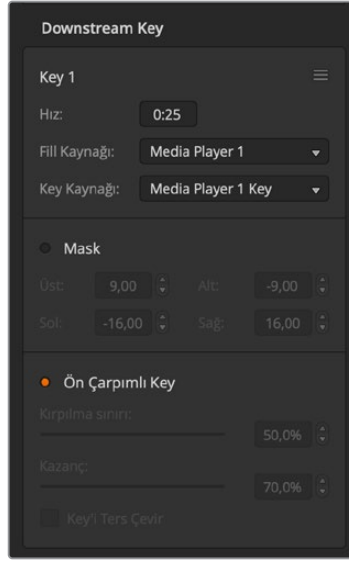 Downstream Key
Key 1
Hız: 0:25
Fill Kaynağı: Media Player 1
Key Kaynağı: Media Player 1 Key
Mask
Üst: 9,00 Alt: -9,00
Sol: -16,00 Sağ: 16,00
Ön Çarpımlı Key
Kırpılma sınırı:
50,0%
Kazanç:
70,0%
Key'i Ters Çevir